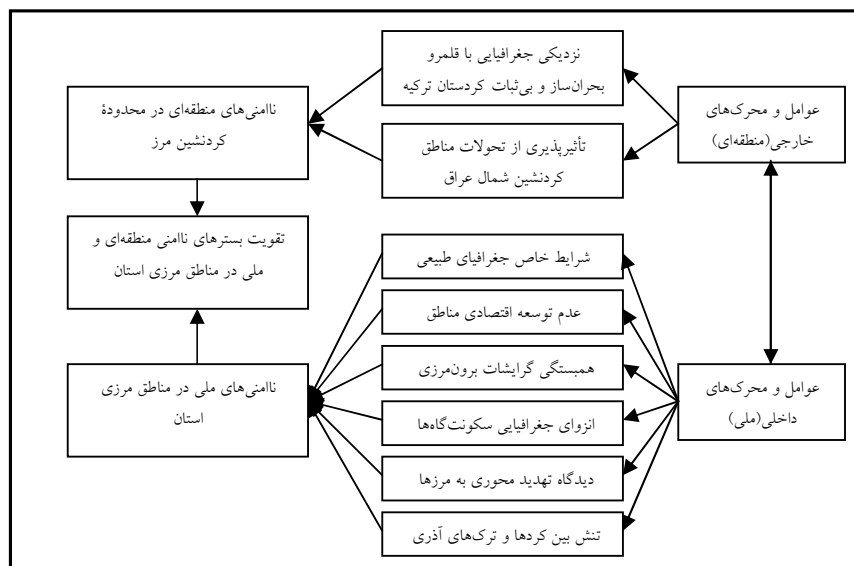 عوامل و محرک‌های
خارجی(منطقه‌ای)
نزدیکی جغرافیایی با قلمرو
بحران‌ساز و بی‌ثبات کردستان ترکیه
تأثیرپذیری از تحولات مناطق
کردنشین شمال عراق
ناامنی‌های منطقه‌ای در محدودۀ
کردنشین مرز
تقویت بسترهای ناامنی منطقه‌ای و
ملی در مناطق مرزی استان
عوامل و محرک‌های
داخلی(ملی)
شرایط خاص جغرافیای طبیعی
عدم توسعه اقتصادی مناطق
همبستگی گرایشات برون‌مرزی
انزوای جغرافیایی سکونت‌گاه‌ها
دیدگاه تهدید محوری به مرزها
تنش بین کردها و ترک‌های آذری
ناامنی‌های ملی در مناطق مرزی
استان